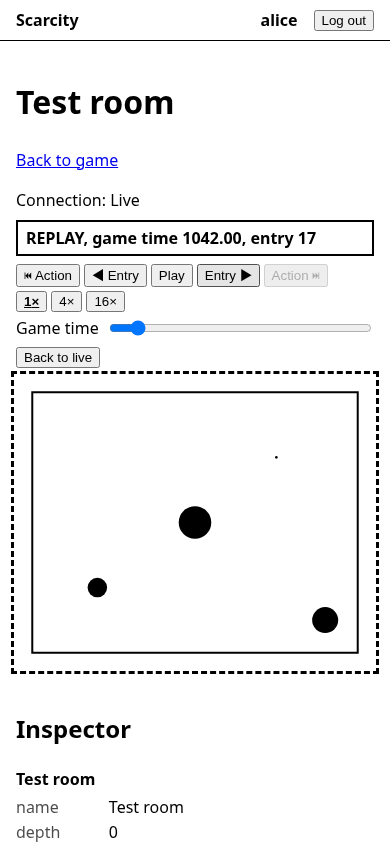 Scarcity alice Log out
Test room
Back to game
Connection: Live
REPLAY, game time 1042.00, entry 17
⏮ Action ◀ Entry Play Entry ▶ Action ⏭
1× 4× 16×
Game time
Back to live
Inspector
Test room
name Test room
depth 0